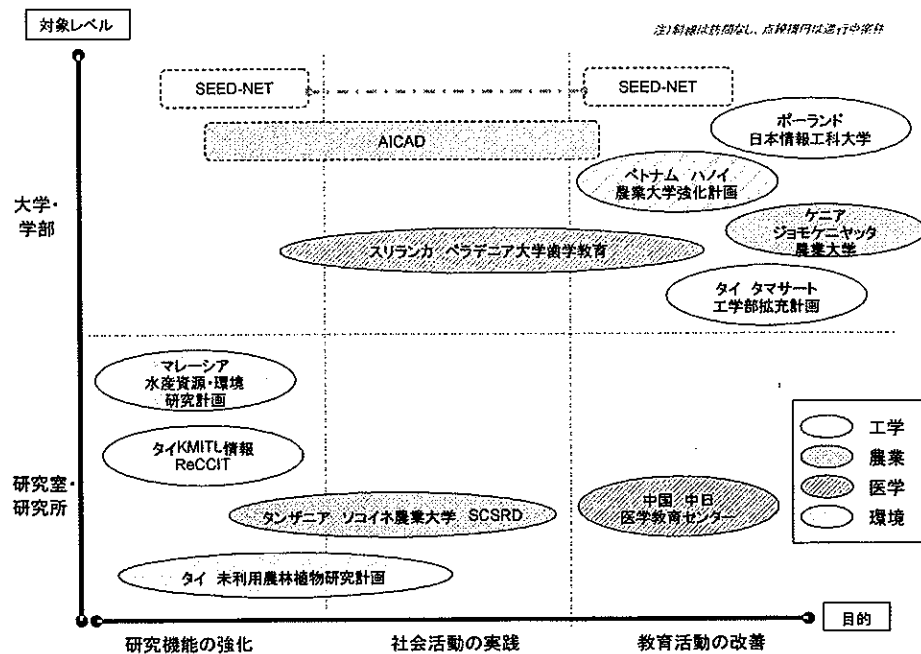 対象レベル
注)斜線は訪問なし、点線楕円は進行中案件
SEED-NET
SEED-NET
ポーランド
日本情報工科大学
AICAD
ベトナム ハノイ
農業大学強化計画
大学・
学部
ケニア
ジョモケニヤッタ
農業大学
スリランカ ペラデニア大学歯学教育
タイ タマサート
工学部拡充計画
マレーシア
水産資源・環境
研究計画
工学
農業
医学
環境
タイKMITL情報
ReCCIT
研究室・
研究所
タンザニア ソコイネ農業大学 SCSRD
中国 中日
医学教育センター
タイ 未利用農林植物研究計画
目的
研究機能の強化
社会活動の実践
教育活動の改善